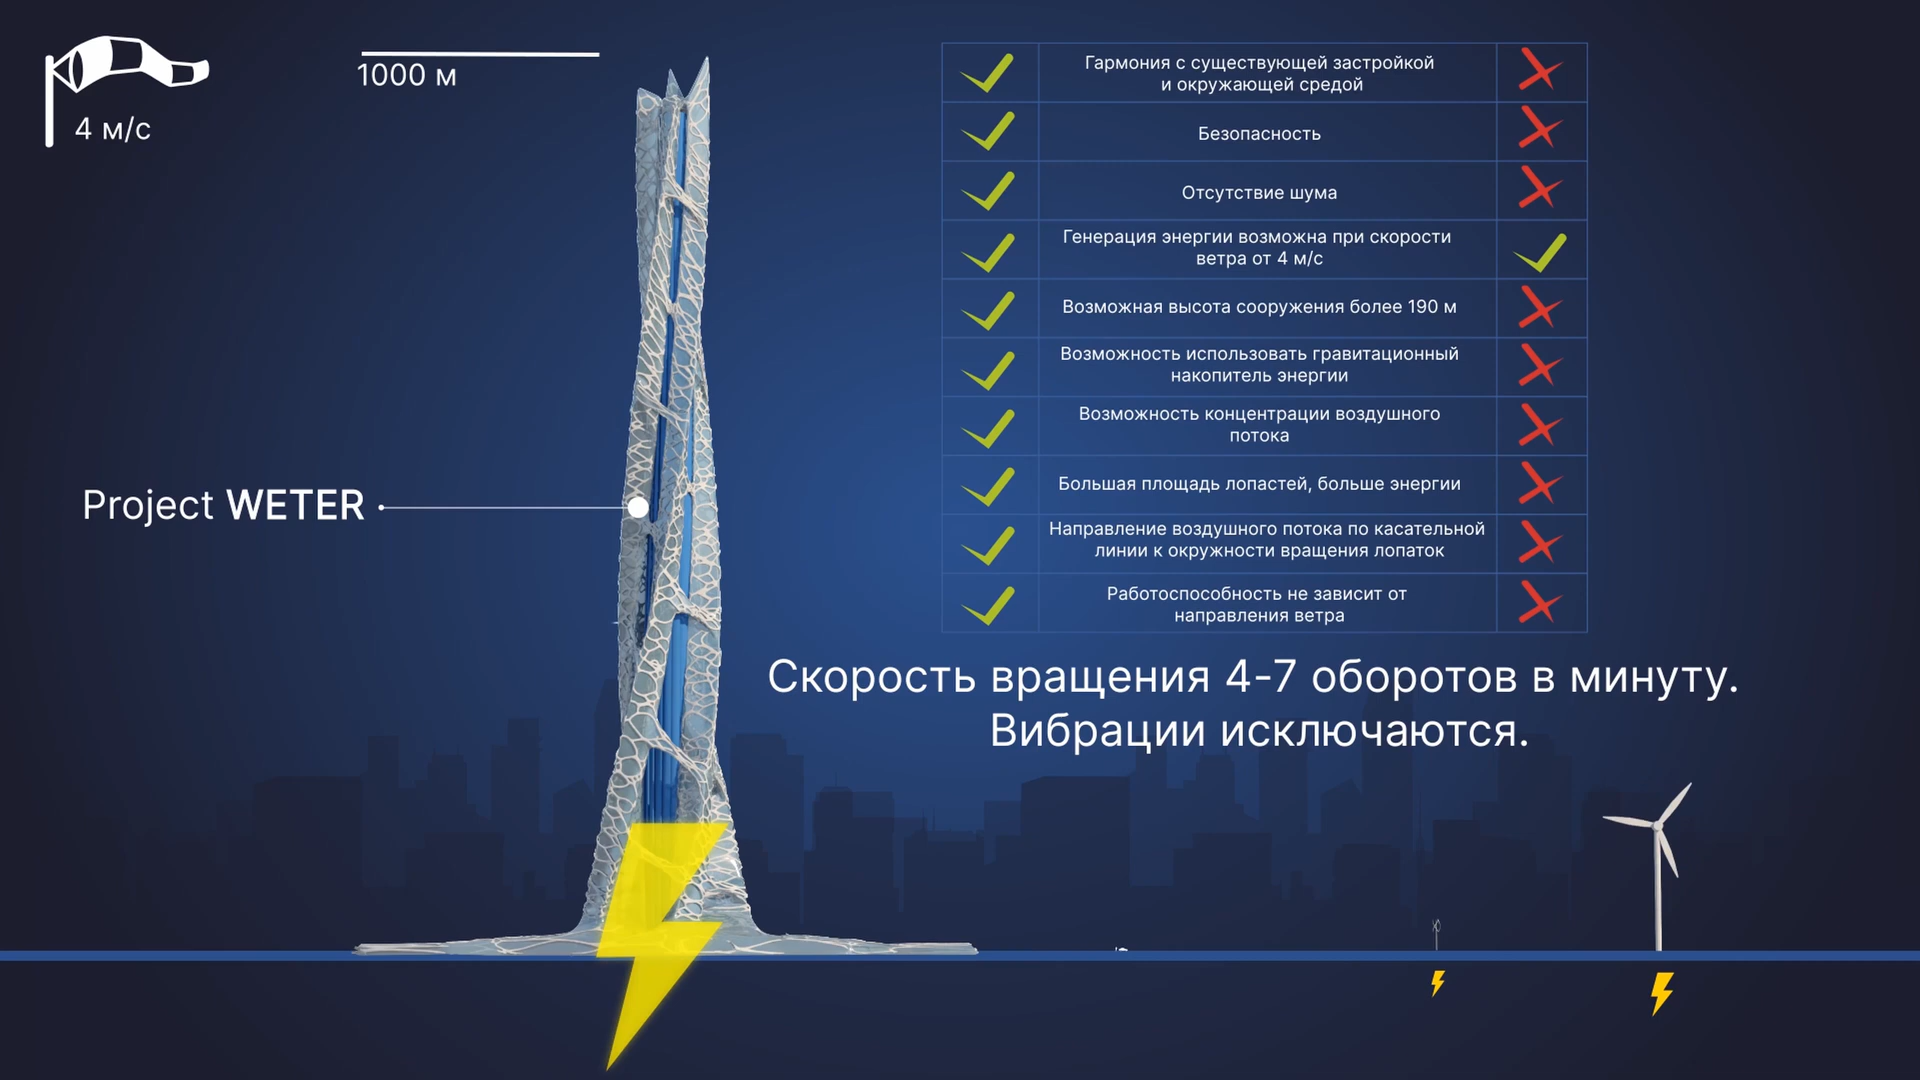 4 м/с
1000 м
Гармония с существующей застройкой
и окружающей средой
Безопасность
Отсутствие шума
Генерация энергии возможна при скорости
ветра от 4 м/с
Возможная высота сооружения более 190 м
Возможность использовать гравитационный
накопитель энергии
Возможность концентрации воздушного
потока
Большая площадь лопастей, больше энергии
Направление воздушного потока по касательной
линии к окружности вращения лопаток
Работоспособность не зависит от
направления ветра
Project WETER
Скорость вращения 4-7 оборотов в минуту.
Вибрации исключаются.